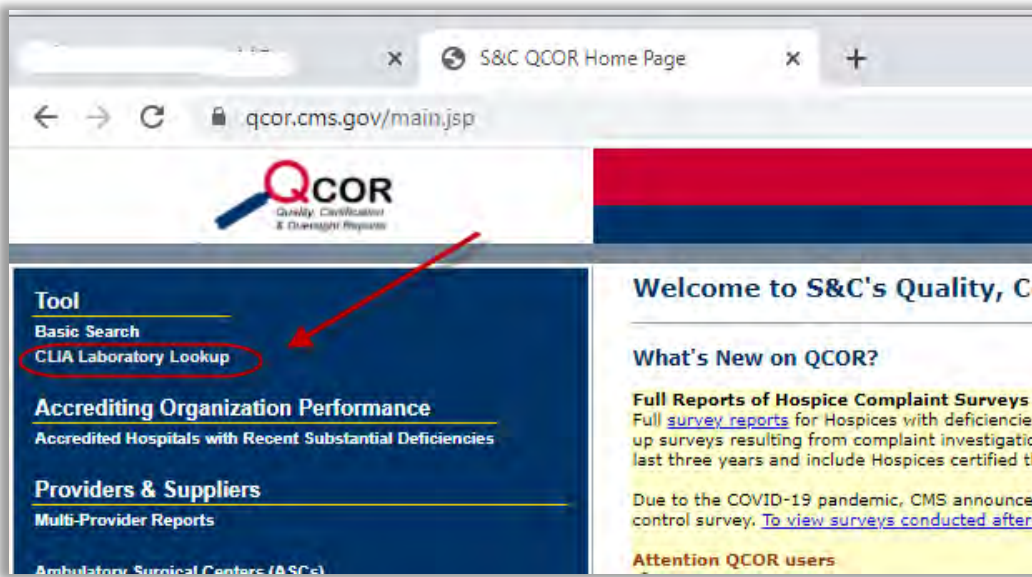 S&C QCOR Home Page
qcor.cms.gov/main.jsp
QCOR
Quality, Certification
& Oversight Reports
Tool
Basic Search
CLIA Laboratory Lookup
Accrediting Organization Performance
Accredited Hospitals with Recent Substantial Deficiencies
Providers & Suppliers
Multi-Provider Reports
Ambulatory Surgical Centers (ASCs)
Welcome to S&C's Quality, C
What's New on QCOR?
Full Reports of Hospice Complaint Surveys
Full survey reports for Hospices with deficiencie
up surveys resulting from complaint investigatio
last three years and include Hospices certified t
Due to the COVID-19 pandemic, CMS announce
control survey. To view surveys conducted after
Attention QCOR users